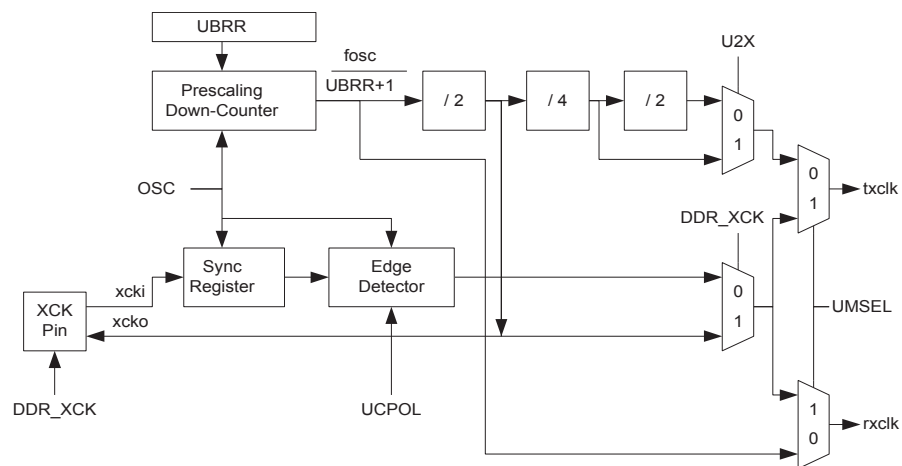 UBRR
fosc
U2X
Prescaling
Down-Counter
UBRR+1
/ 2
/ 4
/ 2
0
1
OSC
0
1
txclk
DDR_XCK
Sync
Register
Edge
Detector
xcki
0
1
UMSEL
XCK
Pin
xcko
DDR_XCK
UCPOL
1
0
rxclk